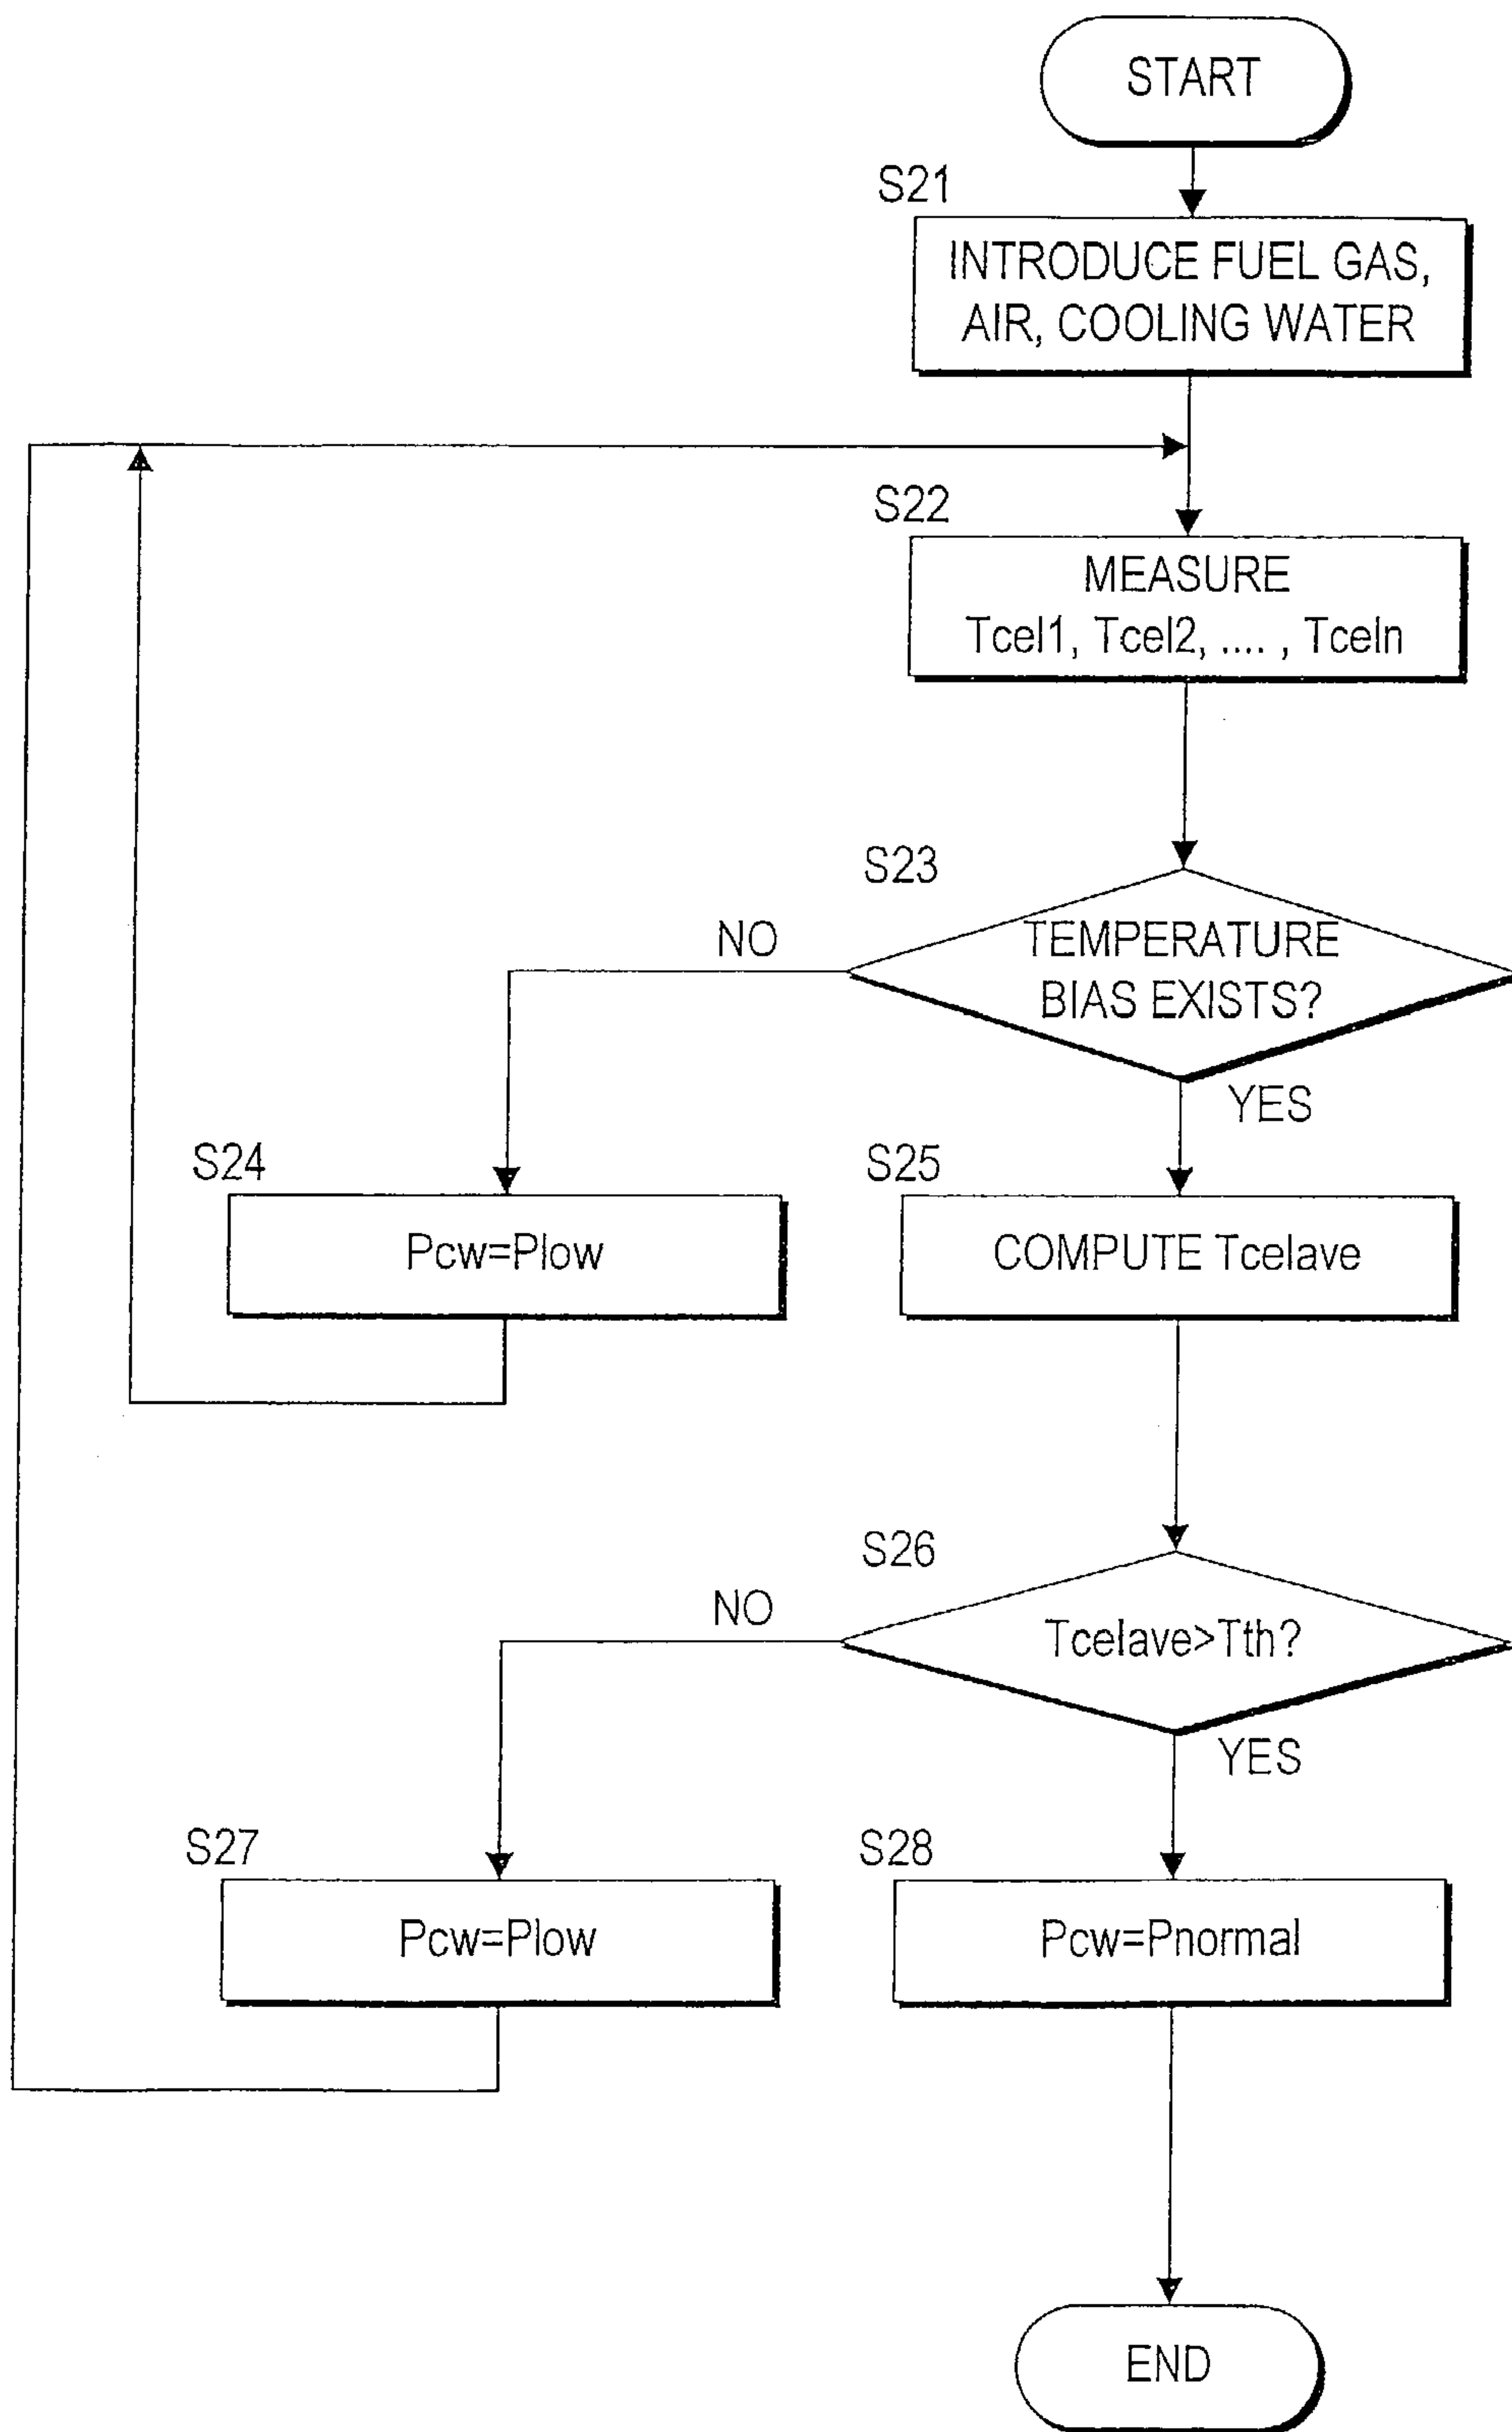 START
S21
INTRODUCE FUEL GAS,
AIR, COOLING WATER
S22
MEASURE
Tcel1, Tcel2, .... , Tceln
S23
NO
TEMPERATURE
BIAS EXISTS?
YES
S24
Pcw=Plow
S25
COMPUTE Tcelave
S26
NO
Tcelave>Tth?
YES
S27
Pcw=Plow
S28
Pcw=Pnormal
END